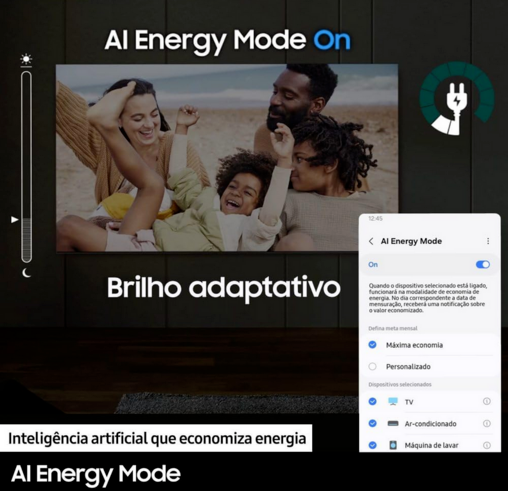 AI Energy Mode On
12:45
AI Energy Mode
On
Quando o dispositivo selecionado está ligado,
funcionará na modalidade de economia de
energia. No dia correspondente a data de
mensuração, receberá uma notificação sobre
o valor economizado.
Defina meta mensal
Máxima economia
Personalizado
Dispositivos selecionados
TV
Ar-condicionado
Máquina de lavar
Brilho adaptativo
Inteligência artificial que economiza energia
AI Energy Mode